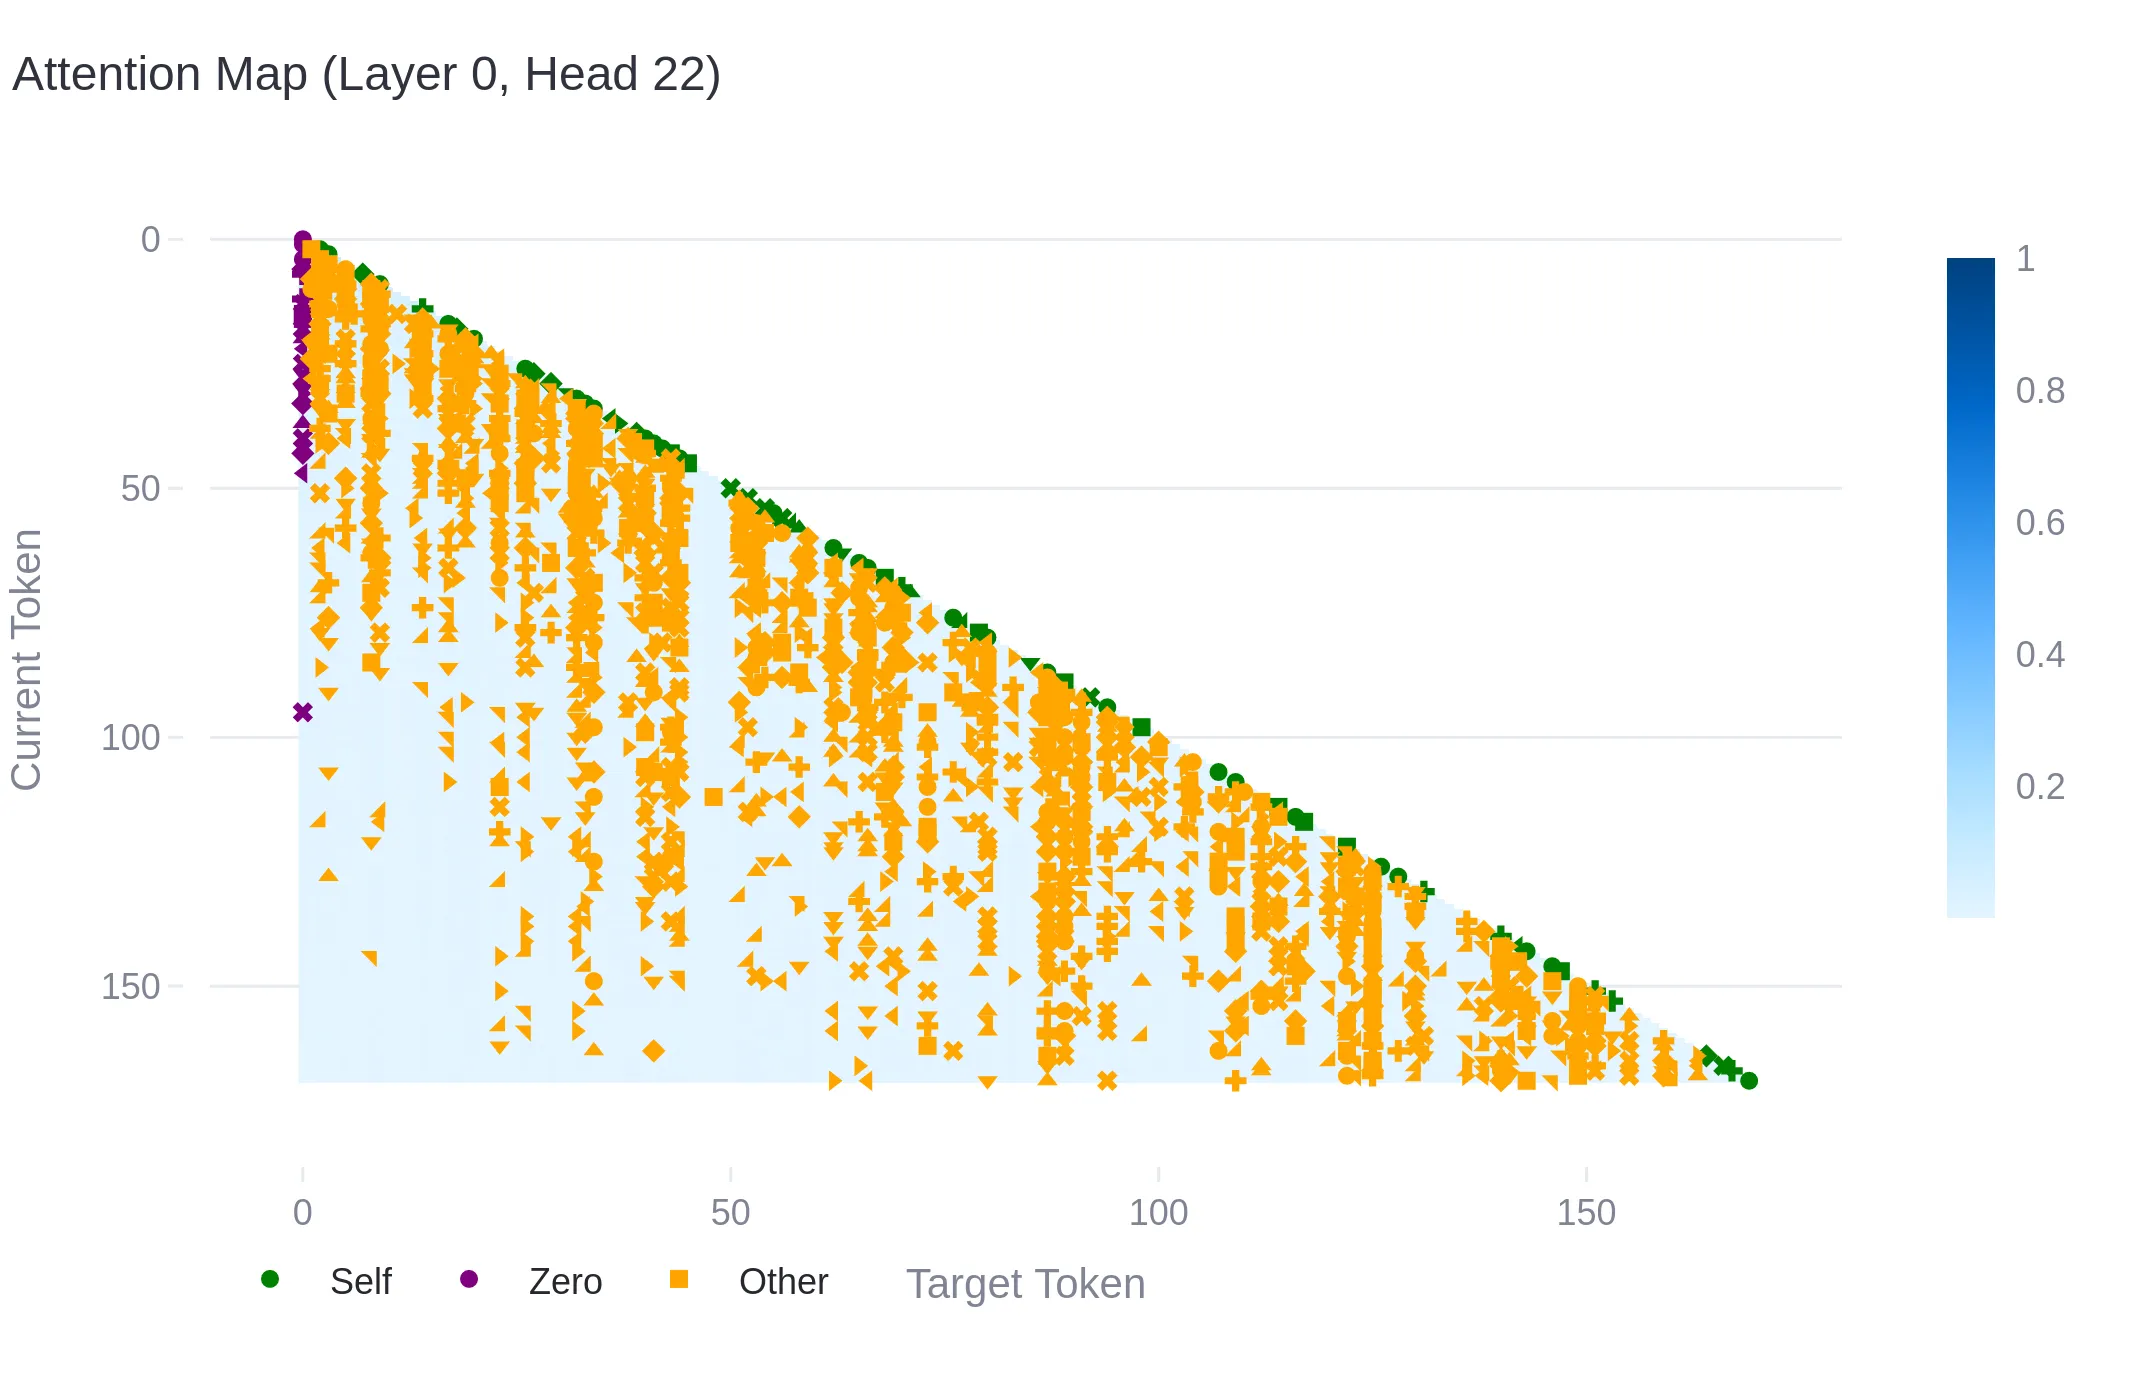 Attention Map (Layer 0, Head 22)
0
50
100
150
Current Token
1
0.8
0.6
0.4
0.2
0 50 100 150
Self Zero Other Target Token